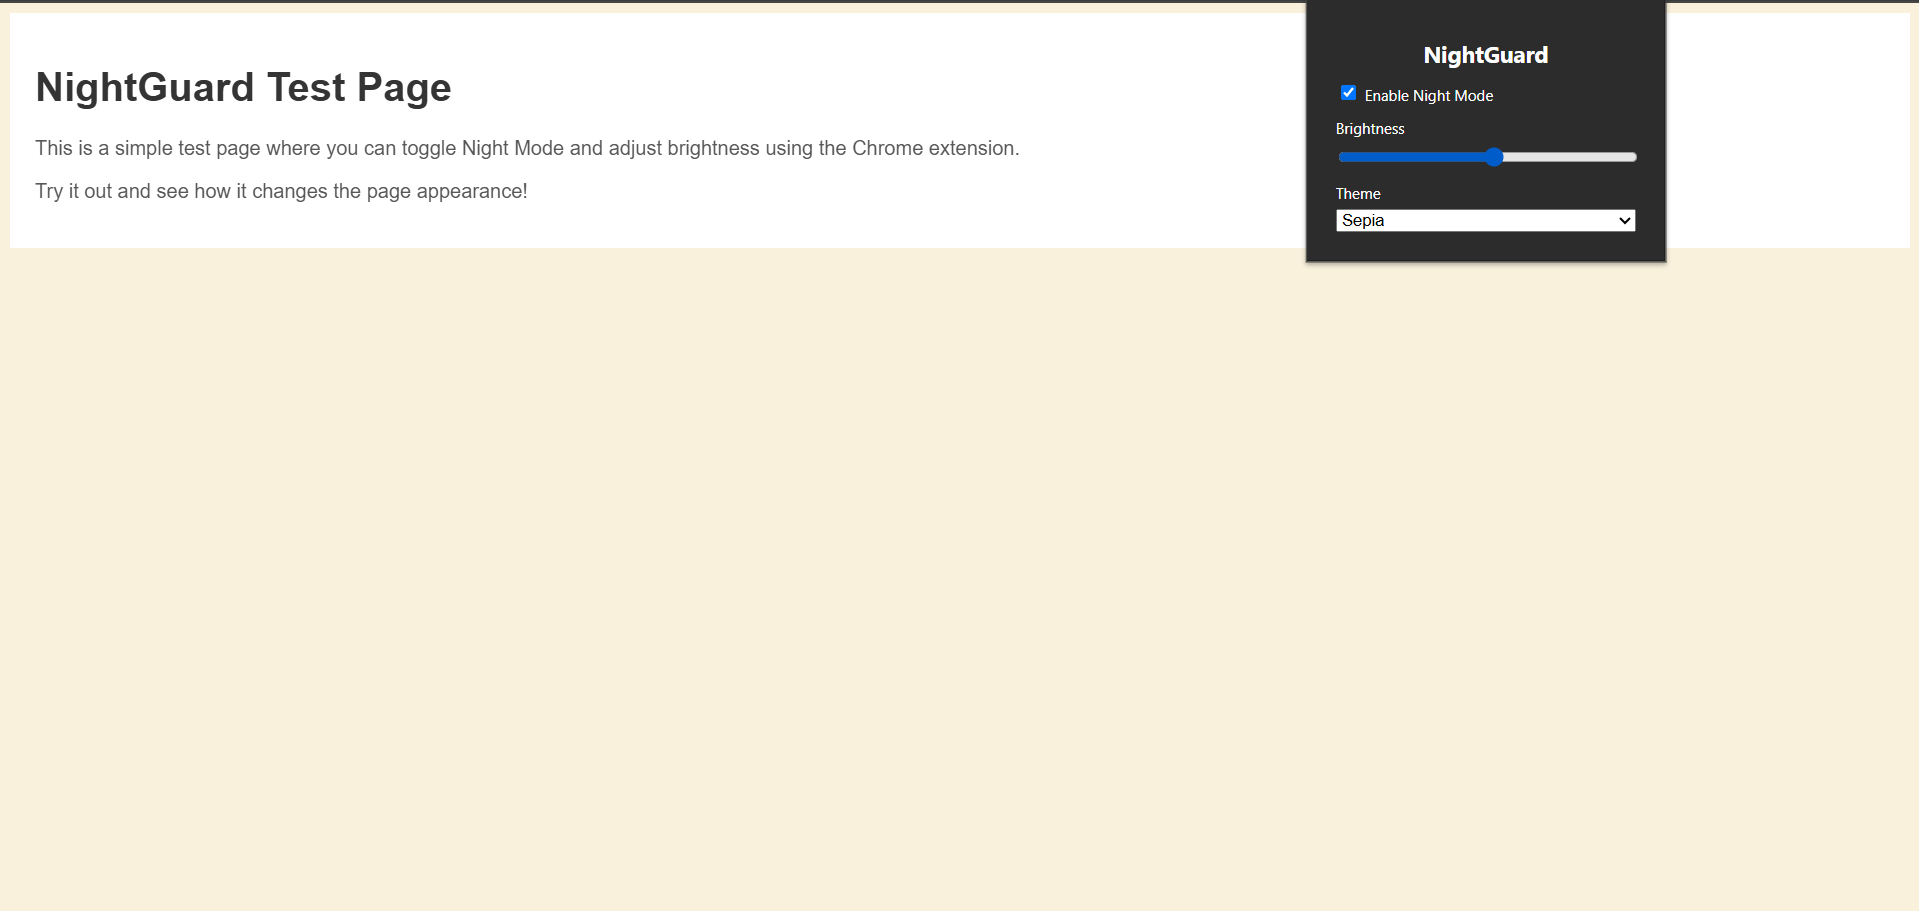 NightGuard Test Page
This is a simple test page where you can toggle Night Mode and adjust brightness using the Chrome extension.
Try it out and see how it changes the page appearance!
NightGuard
Enable Night Mode
Brightness
Theme
Sepia